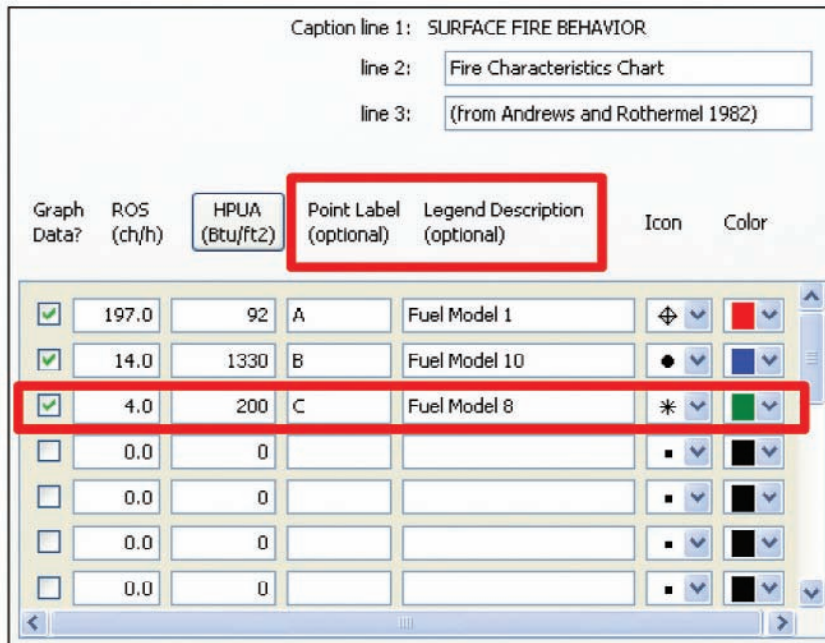 Caption line 1: SURFACE FIRE BEHAVIOR
line 2: Fire Characteristics Chart
line 3: (from Andrews and Rothermel 1982)
Graph Data? ROS (ch/h) HPUA (Btu/ft2) Point Label (optional) Legend Description (optional) Icon Color
197.0 92 A Fuel Model 1
14.0 1330 B Fuel Model 10
4.0 200 C Fuel Model 8
0.0 0
0.0 0
0.0 0
0.0 0